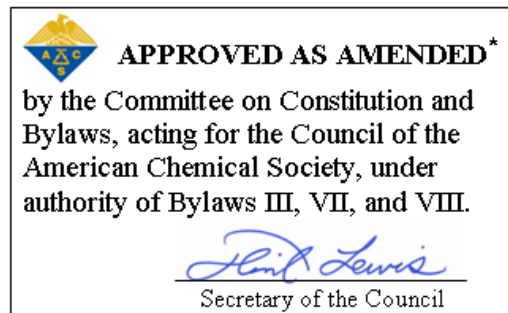 A C S
APPROVED AS AMENDED*
by the Committee on Constitution and
Bylaws, acting for the Council of the
American Chemical Society, under
authority of Bylaws III, VII, and VIII.
Lewis
Secretary of the Council